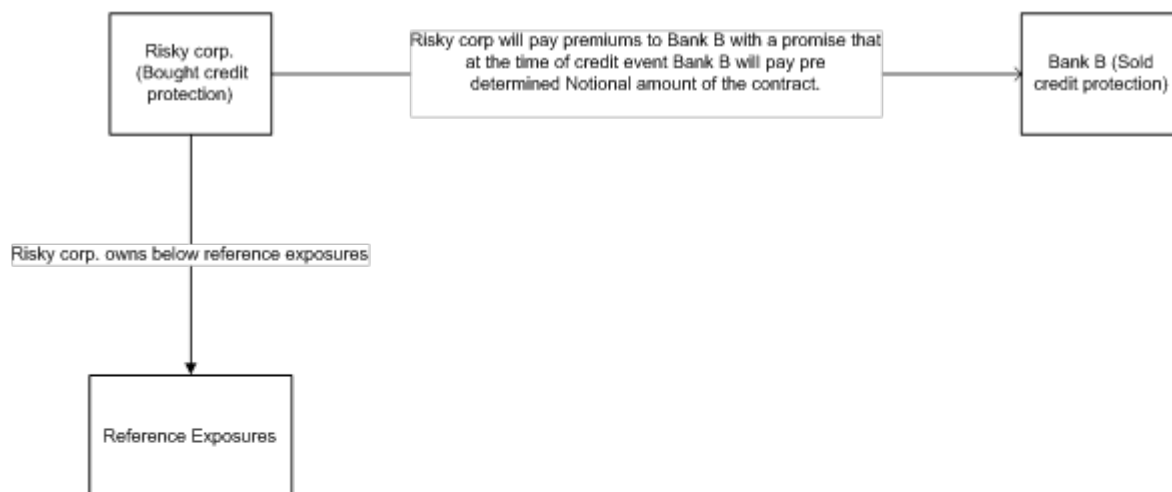 Risky corp.
(Bought credit
protection)
Risky corp will pay premiums to Bank B with a promise that
at the time of credit event Bank B will pay pre
determined Notional amount of the contract.
Bank B (Sold
credit protection)
Risky corp. owns below reference exposures
Reference Exposures